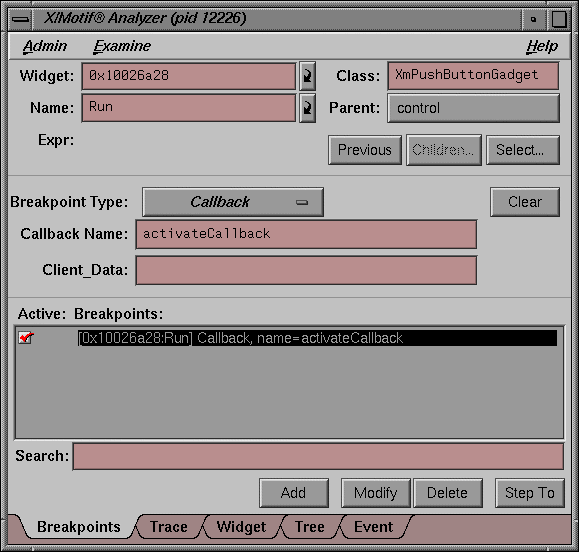 X/Motif® Analyzer (pid 12226)
Admin Examine Help
Widget: 0x10026a28 Class: XmPushButtonGadget
Name: Run Parent: control
Expr:
Previous Children... Select...
Breakpoint Type: Callback Clear
Callback Name: activateCallback
Client_Data:
Active: Breakpoints:
[0x10026a28:Run] Callback, name=activateCallback
Search:
Add Modify Delete Step To
Breakpoints Trace Widget Tree Event